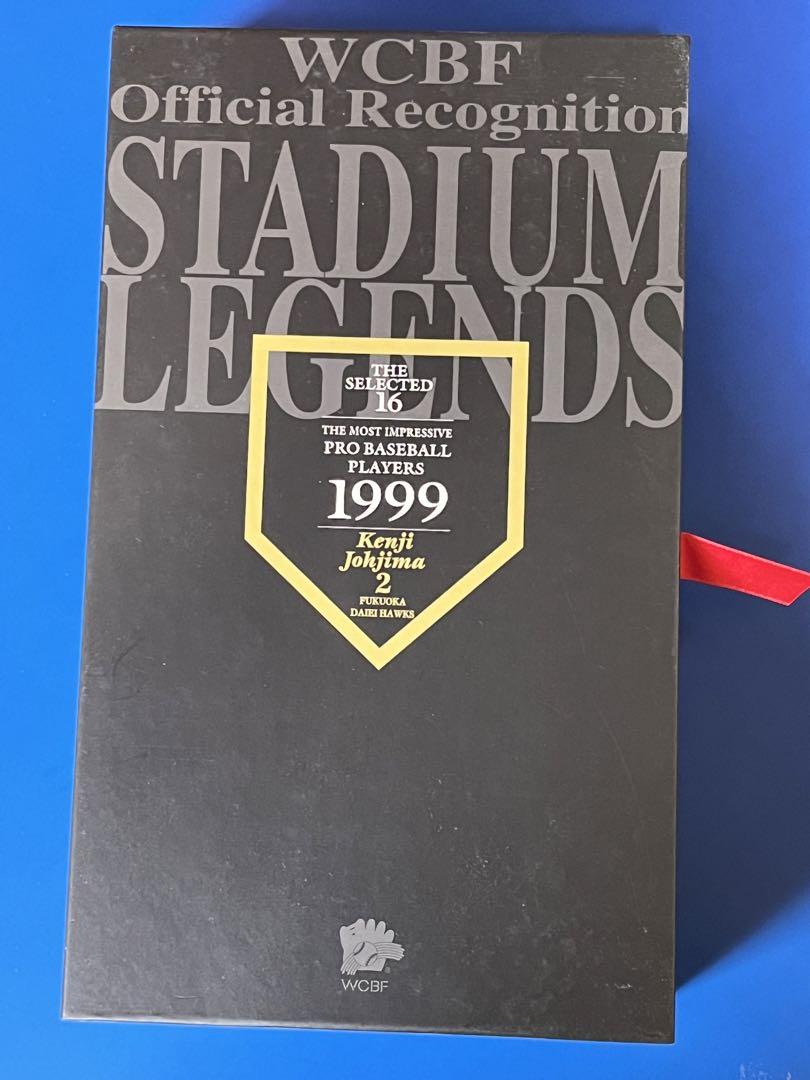 WCBF
Official Recognition
STADIUM
LEGENDS
THE
SELECTED
16
THE MOST IMPRESSIVE
PRO BASEBALL
PLAYERS
1999
Kenji
Johjima
2
FUKUOKA
DAIEI HAWKS
WCBF